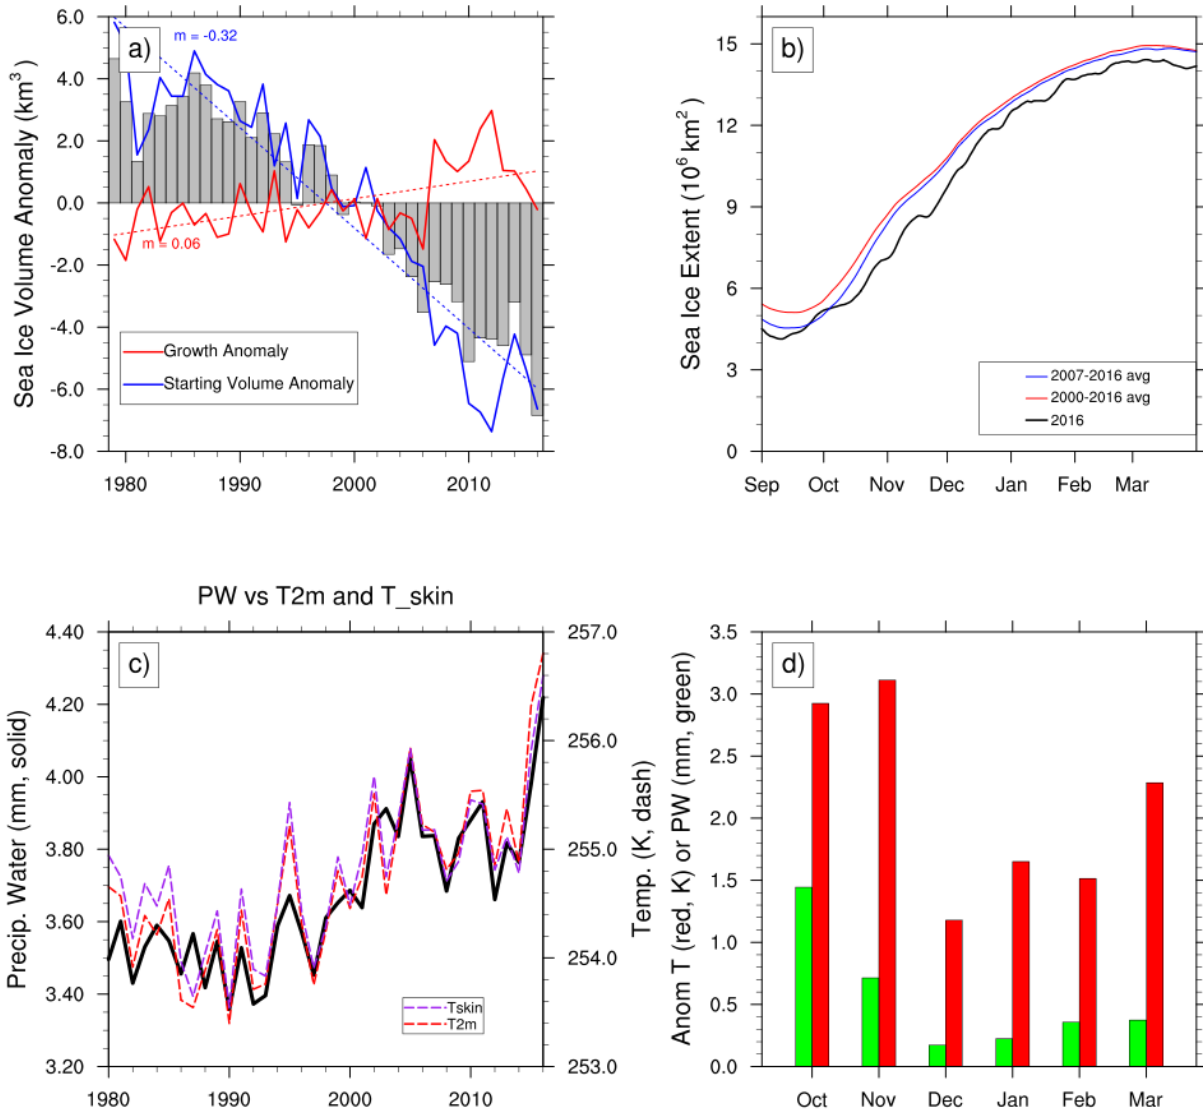 a)
m = -0.32
m = 0.06
Growth Anomaly
Starting Volume Anomaly
Sea Ice Volume Anomaly (km³)
6.0
4.0
2.0
0.0
-2.0
-4.0
-6.0
-8.0
1980 1990 2000 2010
b)
Sea Ice Extent (10⁶ km²)
15
12
9
6
3
0
2007-2016 avg
2000-2016 avg
2016
Sep Oct Nov Dec Jan Feb Mar
PW vs T2m and T_skin
c)
Precip. Water (mm, solid)
4.40
4.20
4.00
3.80
3.60
3.40
3.20
Tskin
T2m
257.0
256.0
255.0
254.0
253.0
Temp. (K, dash)
1980 1990 2000 2010
d)
Anom T (red, K) or PW (mm, green)
3.5
3.0
2.5
2.0
1.5
1.0
0.5
0.0
Oct Nov Dec Jan Feb Mar